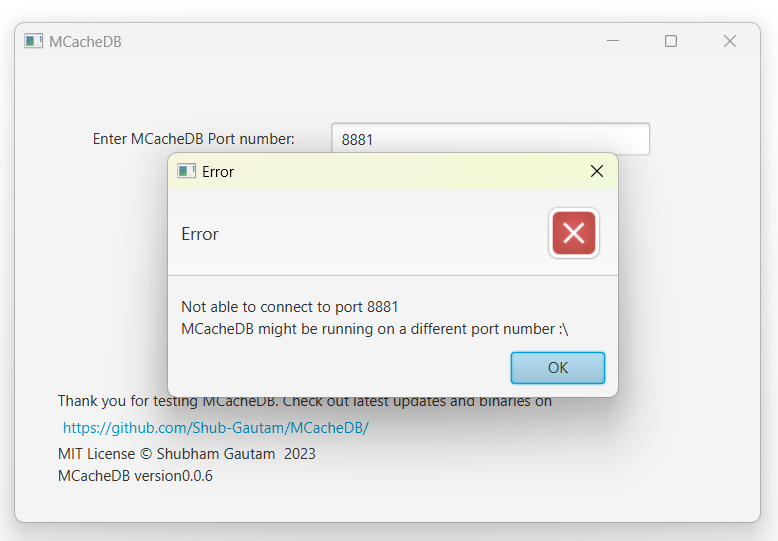 MCacheDB
Enter MCacheDB Port number:
8881
Error
Error
Not able to connect to port 8881
MCacheDB might be running on a different port number :\
OK
Thank you for testing MCacheDB. Check out latest updates and binaries on
https://github.com/Shub-Gautam/MCacheDB/
MIT License © Shubham Gautam  2023
MCacheDB version0.0.6